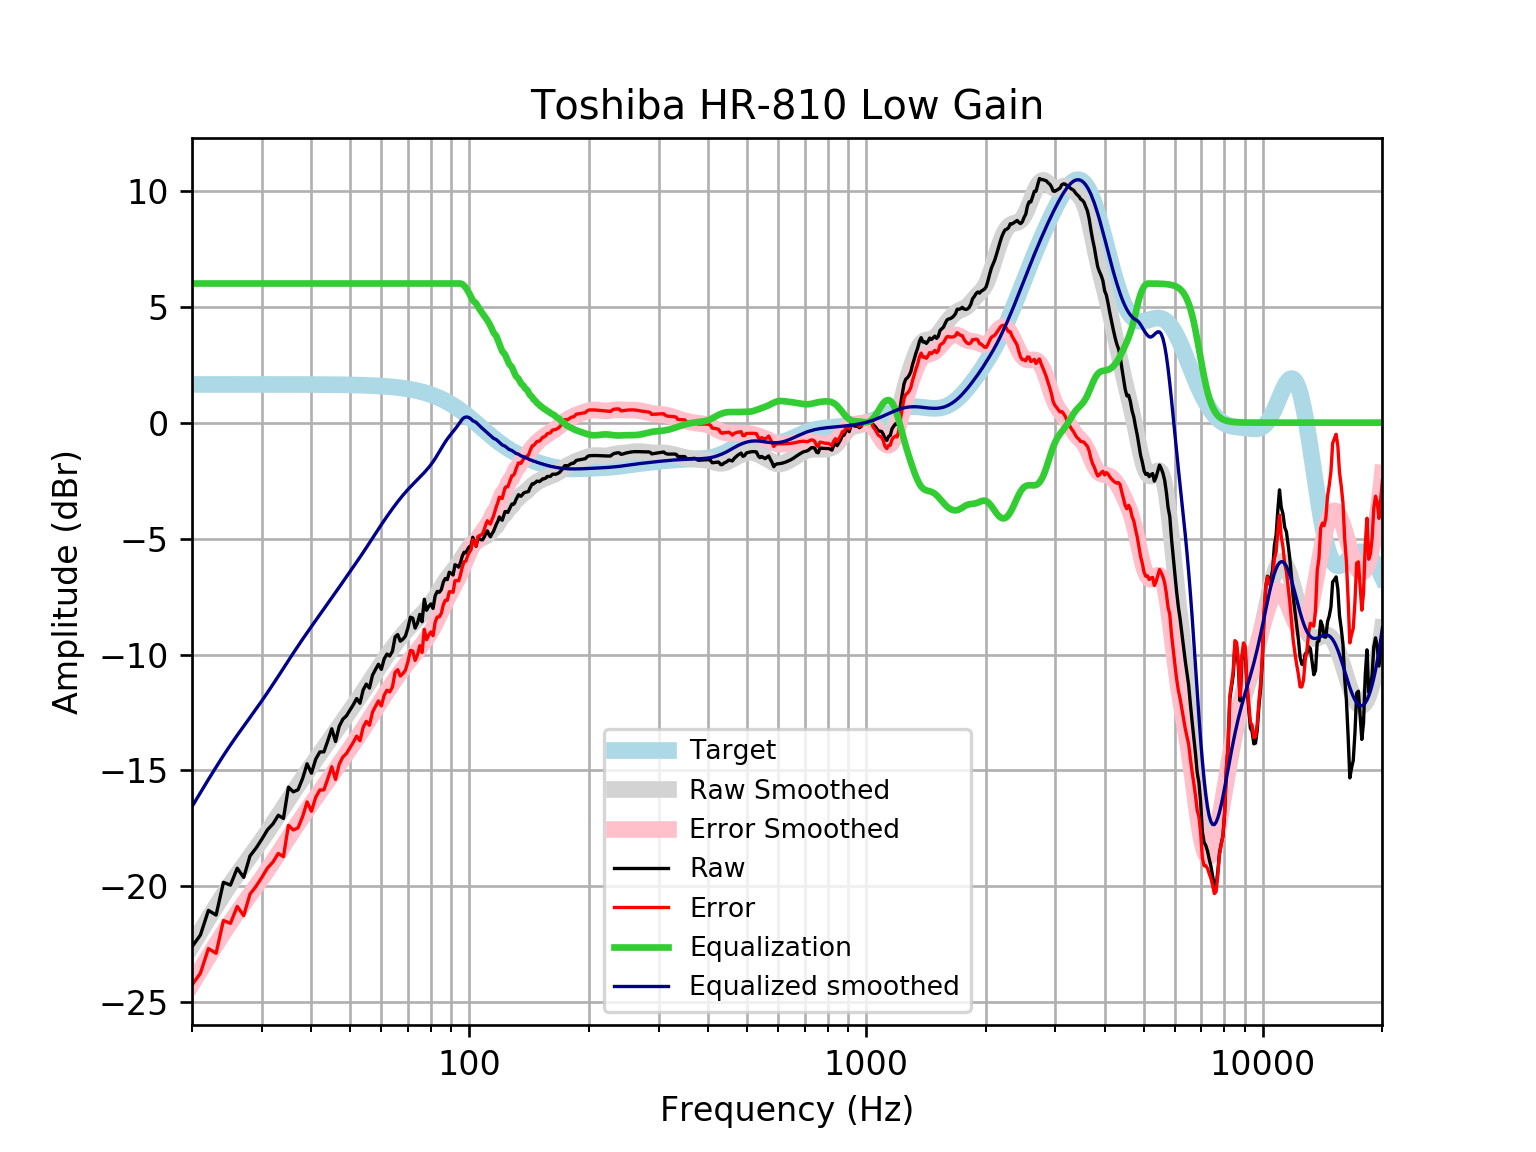 Toshiba HR-810 Low Gain
10
5
0
−5
−10
−15
−20
−25
Amplitude (dBr)
Target
Raw Smoothed
Error Smoothed
Raw
Error
Equalization
Equalized smoothed
100 1000 10000
Frequency (Hz)